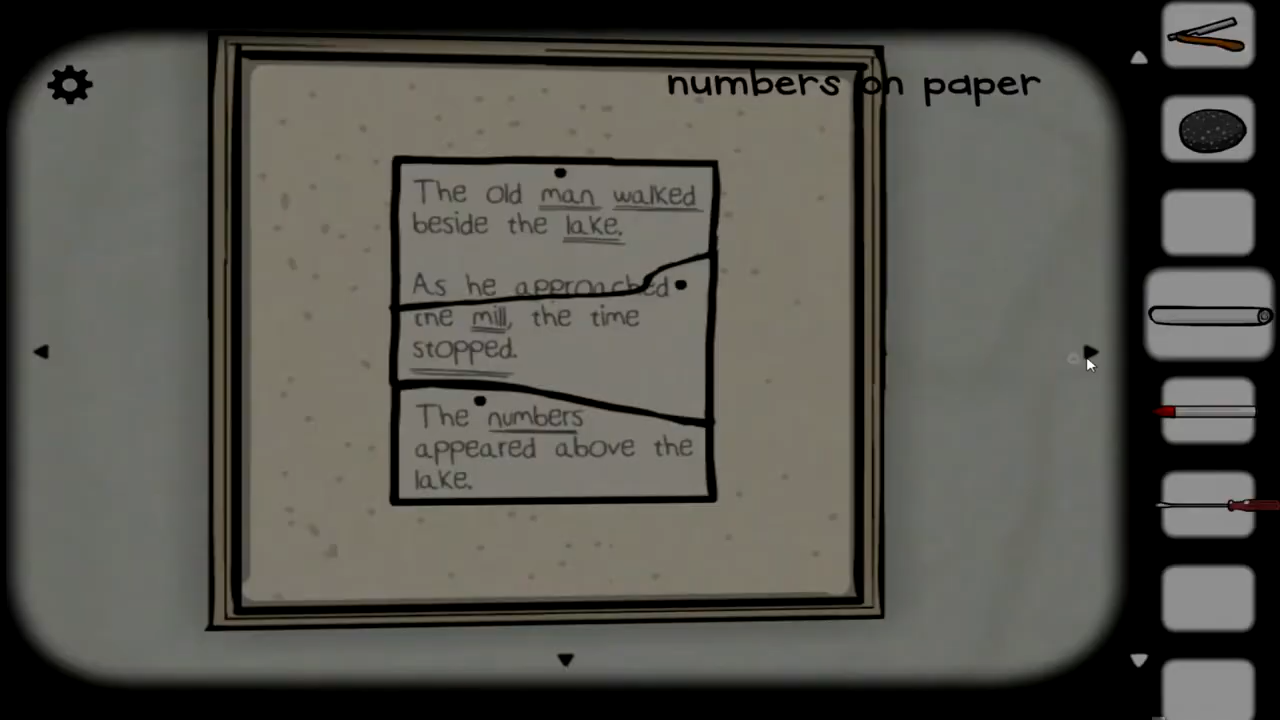 numbers on paper
The old man walked
beside the lake.
As he approached
the mill, the time
stopped.
The numbers
appeared above the
lake.